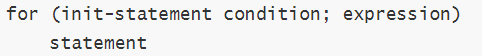 for (init-statement condition; expression)
    statement